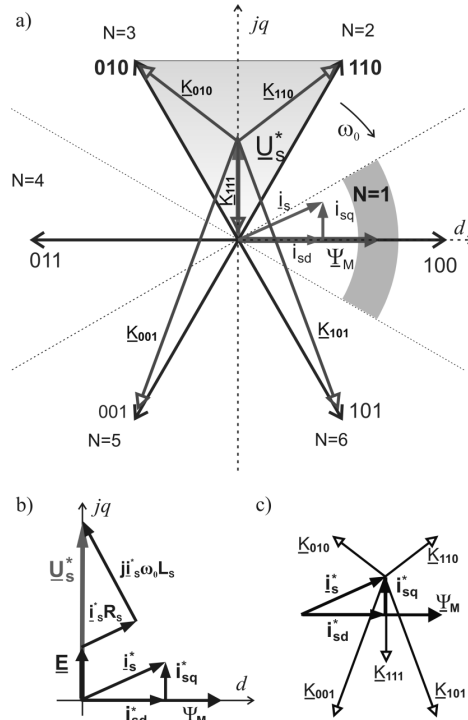 a)
jq
N=3
N=2
010
110
K010
K110
ω0
Us*
N=4
K111
N=1
is
isq
isd
ΨM
d
011
100
K001
K101
001
101
N=5
N=6
b)
jq
c)
Us*
ji*sω0Ls
i*sRs
E
i*s
i*sq
d
i*sd
ΨM
K010
K110
i*s
i*sq
ΨM
i*sd
K111
K001
K101